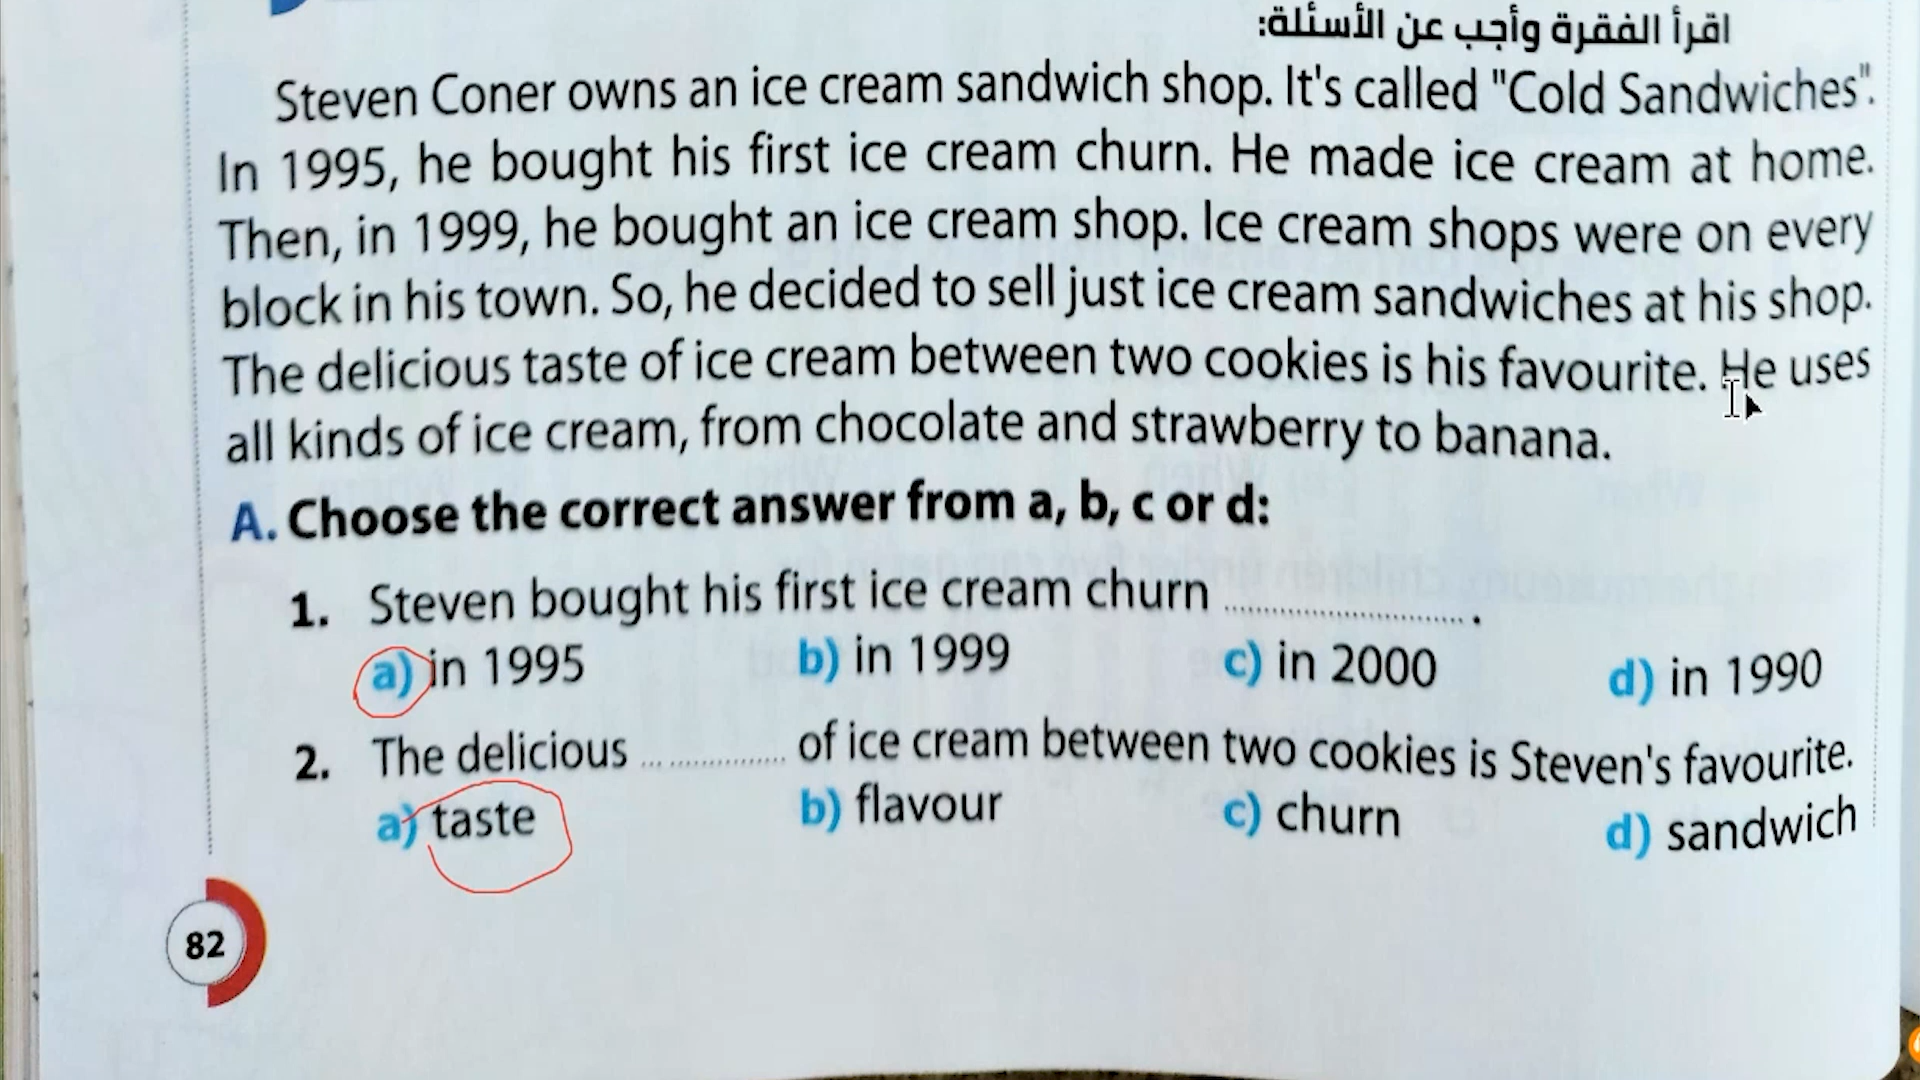 اقرأ الفقرة وأجب عن الأسئلة:
Steven Coner owns an ice cream sandwich shop. It's called "Cold Sandwiches".
In 1995, he bought his first ice cream churn. He made ice cream at home.
Then, in 1999, he bought an ice cream shop. Ice cream shops were on every
block in his town. So, he decided to sell just ice cream sandwiches at his shop.
The delicious taste of ice cream between two cookies is his favourite. He uses
all kinds of ice cream, from chocolate and strawberry to banana.
A. Choose the correct answer from a, b, c or d:
1. Steven bought his first ice cream churn ........................ .
a) in 1995 b) in 1999 c) in 2000 d) in 1990
2. The delicious ................ of ice cream between two cookies is Steven's favourite.
a) taste b) flavour c) churn d) sandwich
82